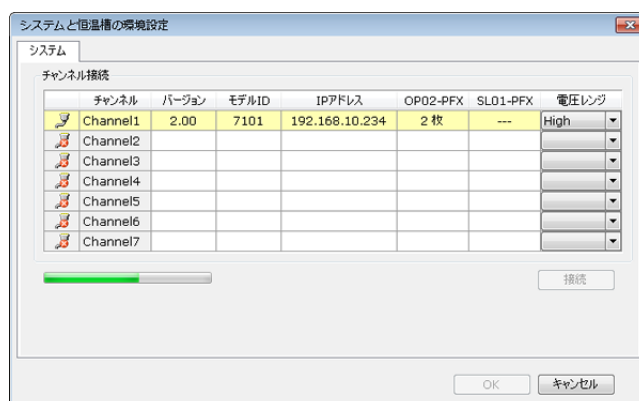 システムと恒温槽の環境設定
システム
チャンネル接続
チャンネル バージョン モデルID IPアドレス OP02-PFX SL01-PFX 電圧レンジ
Channel1 2.00 7101 192.168.10.234 2 枚 --- High
Channel2
Channel3
Channel4
Channel5
Channel6
Channel7
接続
OK キャンセル